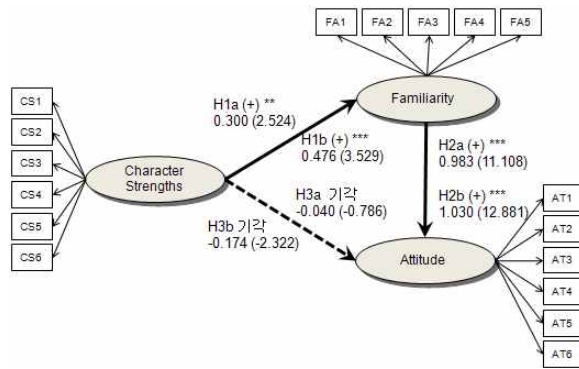 FA1 FA2 FA3 FA4 FA5
Familiarity
CS1
CS2
CS3
CS4
CS5
CS6
Character
Strengths
H1a (+) **
0.300 (2.524)
H1b (+) ***
0.476 (3.529)
H2a (+) ***
0.983 (11.108)
H2b (+) ***
1.030 (12.881)
H3a 기각
-0.040 (-0.786)
H3b 기각
-0.174 (-2.322)
Attitude
AT1
AT2
AT3
AT4
AT5
AT6